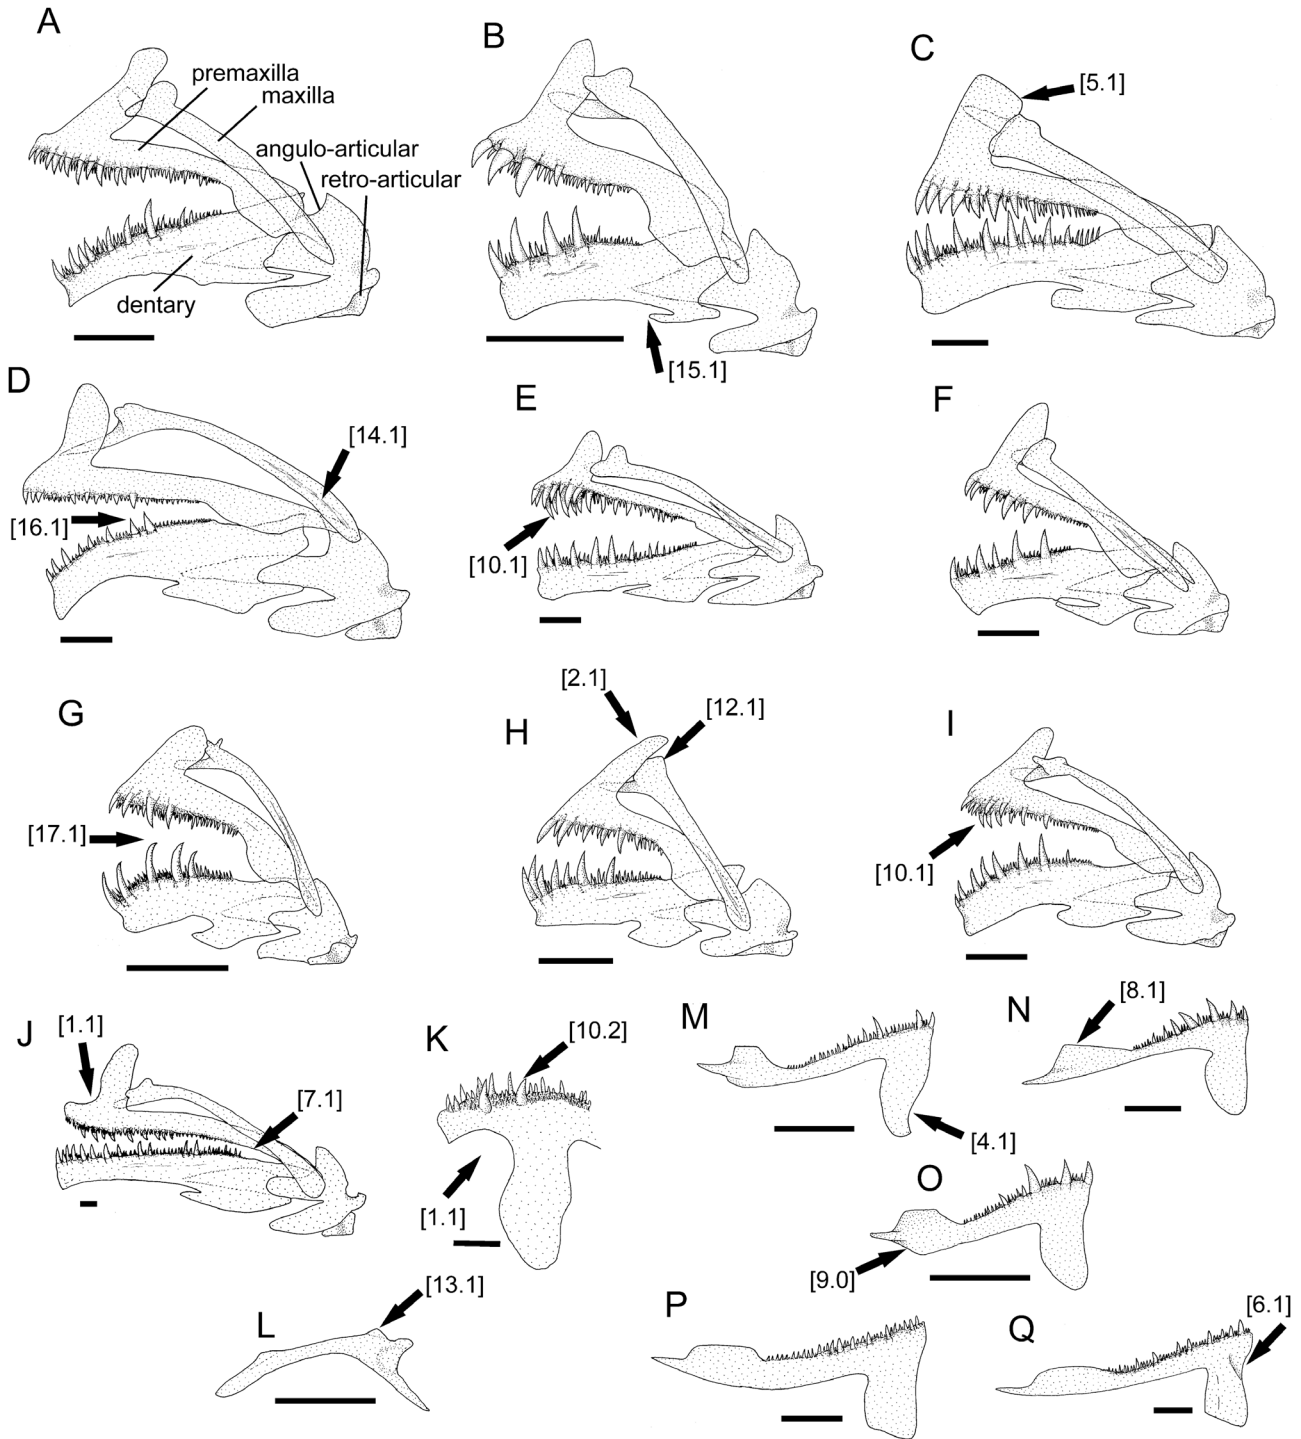 A
premaxilla
maxilla
angulo-articular
retro-articular
dentary
B
[15.1]
C
[5.1]
D
[14.1]
[16.1]
E
[10.1]
F
G
[17.1]
H
[2.1]
[12.1]
I
[10.1]
J
[1.1]
[7.1]
K
[10.2]
[1.1]
L
[13.1]
M
[4.1]
N
[8.1]
O
[9.0]
P
Q
[6.1]